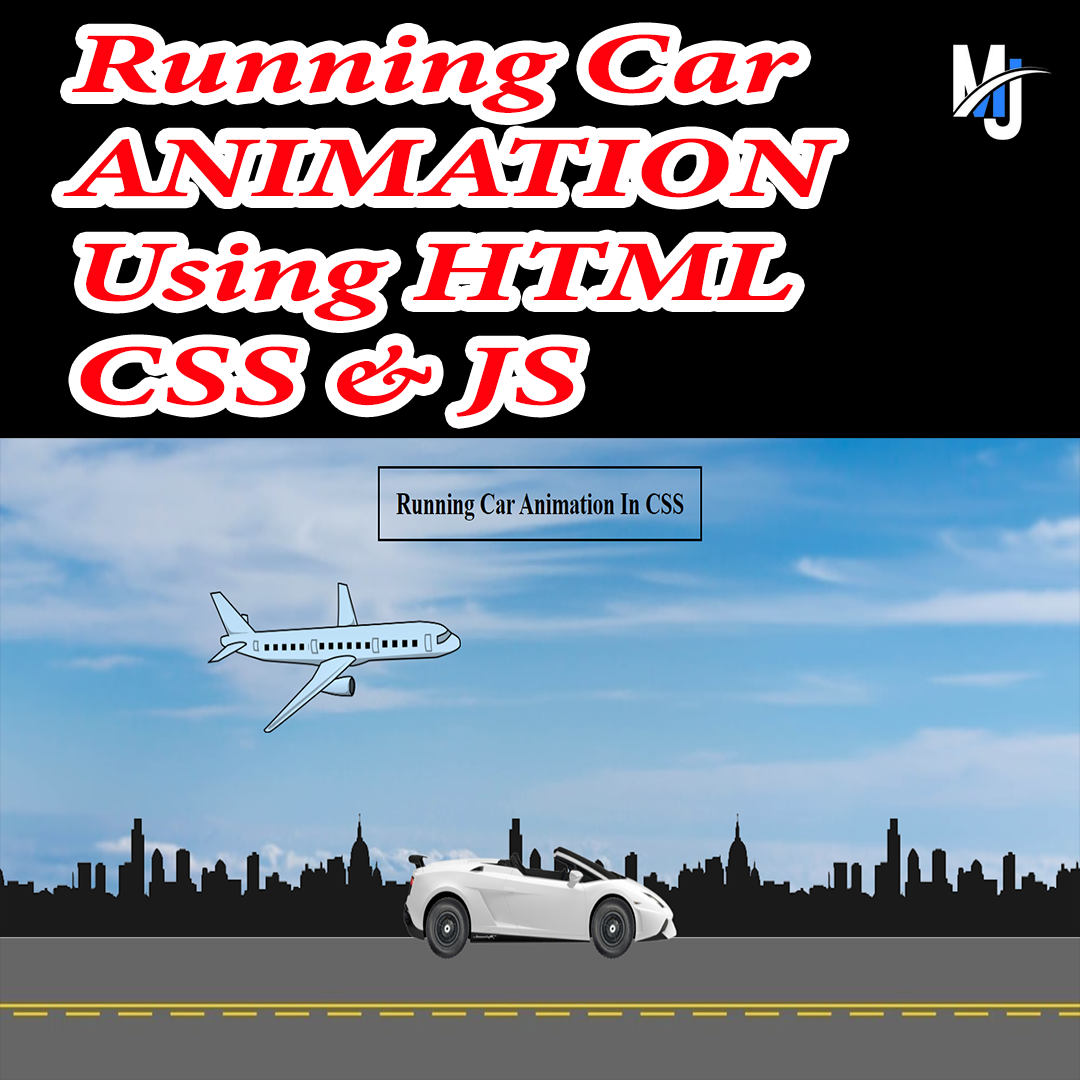 Running Car
MJ
ANIMATION
Using HTML
CSS & JS
Running Car Animation In CSS